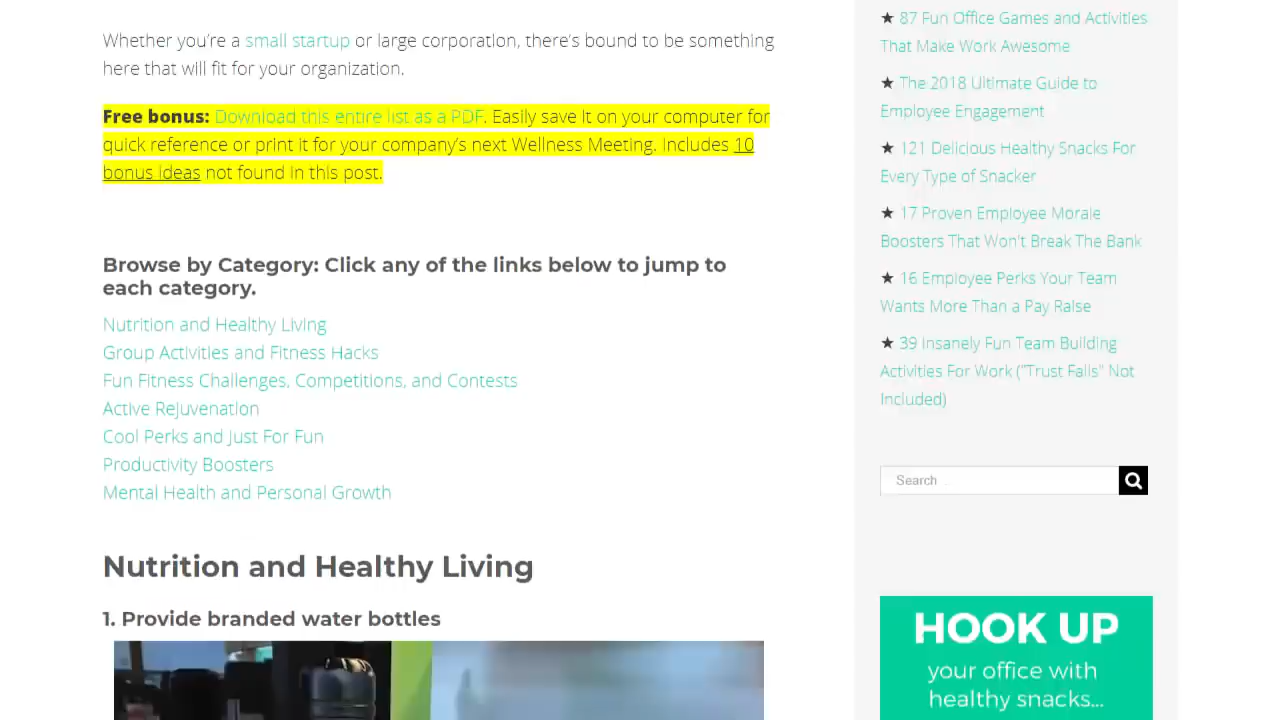 Whether you're a small startup or large corporation, there's bound to be something
here that will fit for your organization.
Free bonus: Download this entire list as a PDF. Easily save it on your computer for
quick reference or print it for your company's next Wellness Meeting. Includes 10
bonus ideas not found in this post.
Browse by Category: Click any of the links below to jump to
each category.
Nutrition and Healthy Living
Group Activities and Fitness Hacks
Fun Fitness Challenges, Competitions, and Contests
Active Rejuvenation
Cool Perks and Just For Fun
Productivity Boosters
Mental Health and Personal Growth
Nutrition and Healthy Living
1. Provide branded water bottles
★ 87 Fun Office Games and Activities
That Make Work Awesome
★ The 2018 Ultimate Guide to
Employee Engagement
★ 121 Delicious Healthy Snacks For
Every Type of Snacker
★ 17 Proven Employee Morale
Boosters That Won't Break The Bank
★ 16 Employee Perks Your Team
Wants More Than a Pay Raise
★ 39 Insanely Fun Team Building
Activities For Work ("Trust Falls" Not
Included)
Search ...
HOOK UP
your office with
healthy snacks...